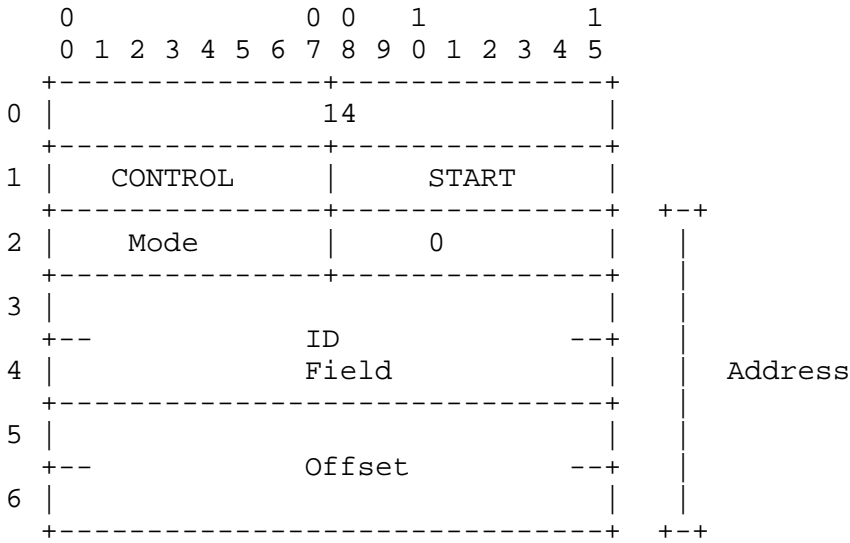 0 0 0 1 1
0 1 2 3 4 5 6 7 8 9 0 1 2 3 4 5
+---------------+---------------+
0 | 14 |
+---------------+---------------+
1 | CONTROL | START |
+---------------+---------------+ +-+
2 | Mode | 0 | |
+---------------+---------------+ |
3 | | |
+-- ID --+ |
4 | Field | | Address
+-------------------------------+ |
5 | | |
+-- Offset --+ |
6 | | |
+-------------------------------+ +-+